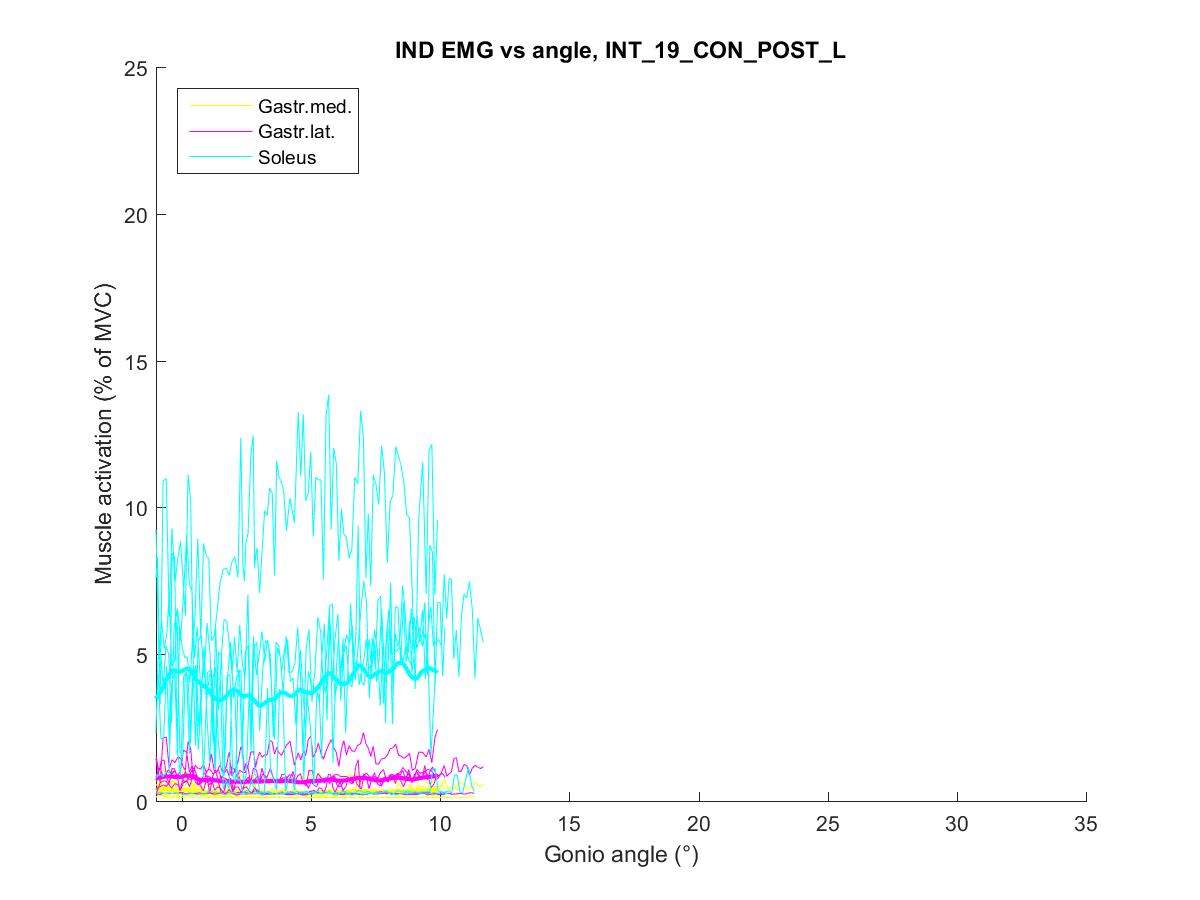 IND EMG vs angle, INT_19_CON_POST_L
25
Gastr.med.
Gastr.lat.
Soleus
20
15
10
5
0
Muscle activation (% of MVC)
0 5 10 15 20 25 30 35
Gonio angle (°)